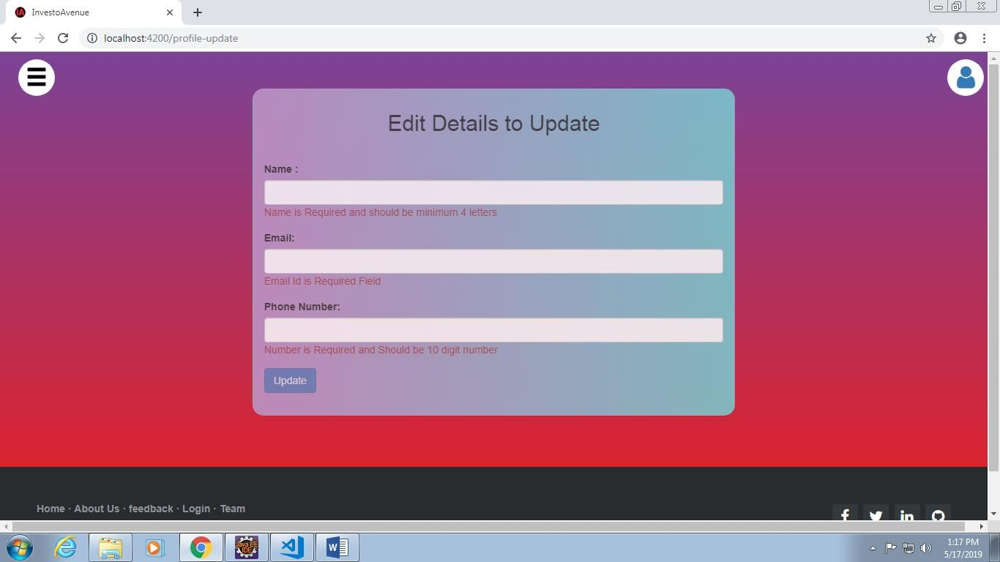 IA InvestoAvenue
localhost:4200/profile-update
Edit Details to Update
Name :
Name is Required and should be minimum 4 letters
Email:
Email Id is Required Field
Phone Number:
Number is Required and Should be 10 digit number
Update
Home · About Us · feedback · Login · Team
Java EE
IDE
W
1:17 PM
5/17/2019